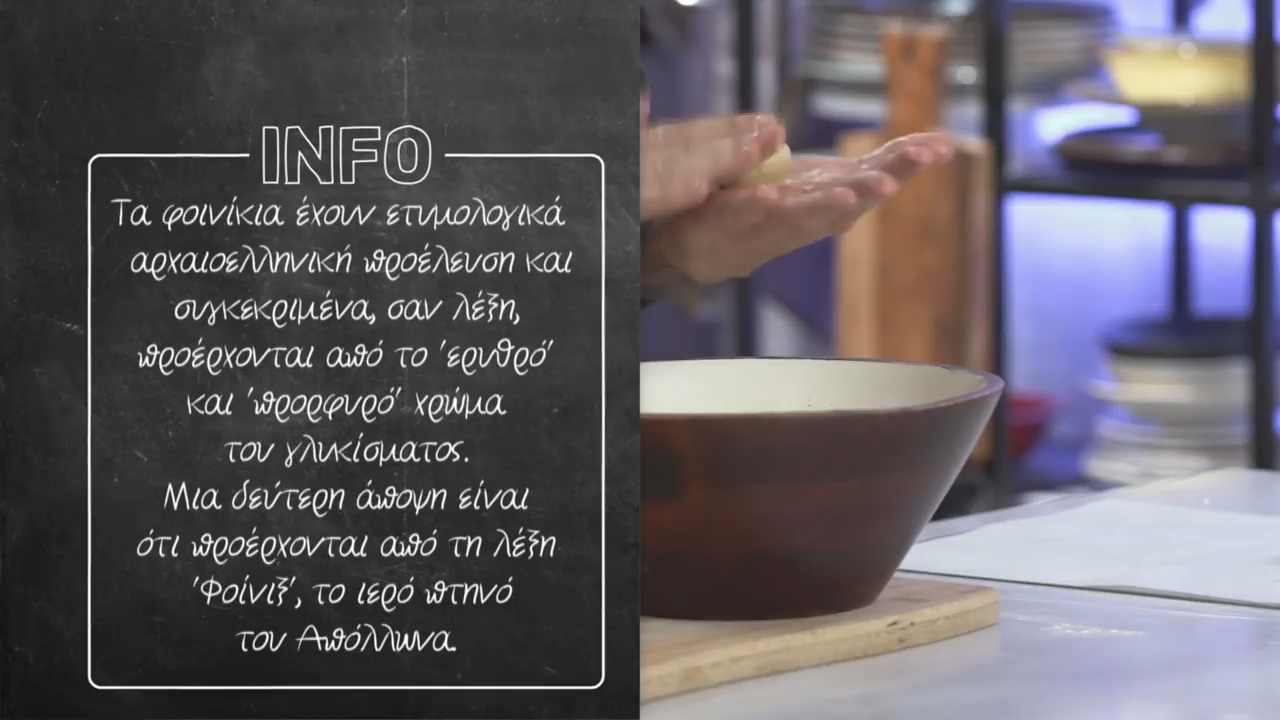 INFO
Τα φοινίκια έχουν ετυμολογικά
αρχαιοελληνική προέλευση και
συγκεκριμένα, σαν λέξη,
προέρχονται από το 'ερυθρό'
και 'προρφυρό' χρώμα
του γλυκίσματος.
Μια δεύτερη άποψη είναι
ότι προέρχονται από τη λέξη
'Φοίνιξ', το ιερό πτηνό
του Απόλλωνα.